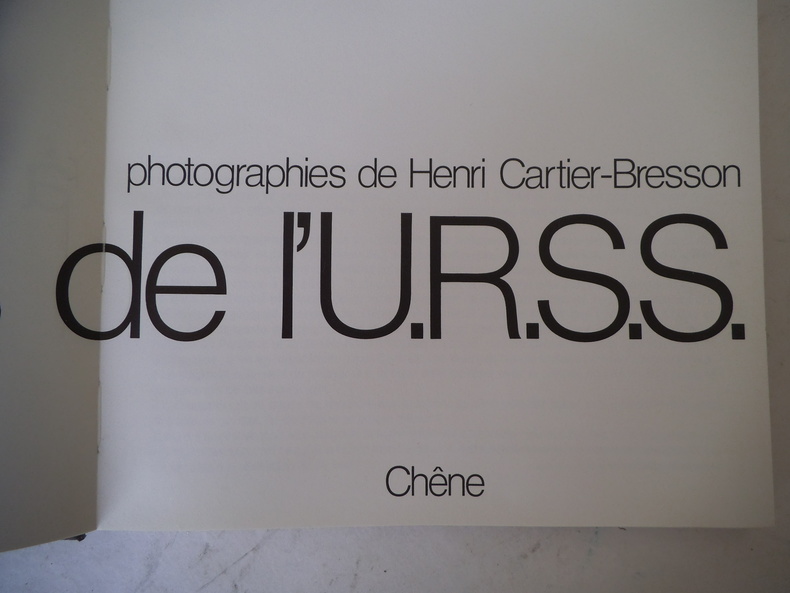 photographies de Henri Cartier-Bresson
de l'U.R.S.S.
Chêne